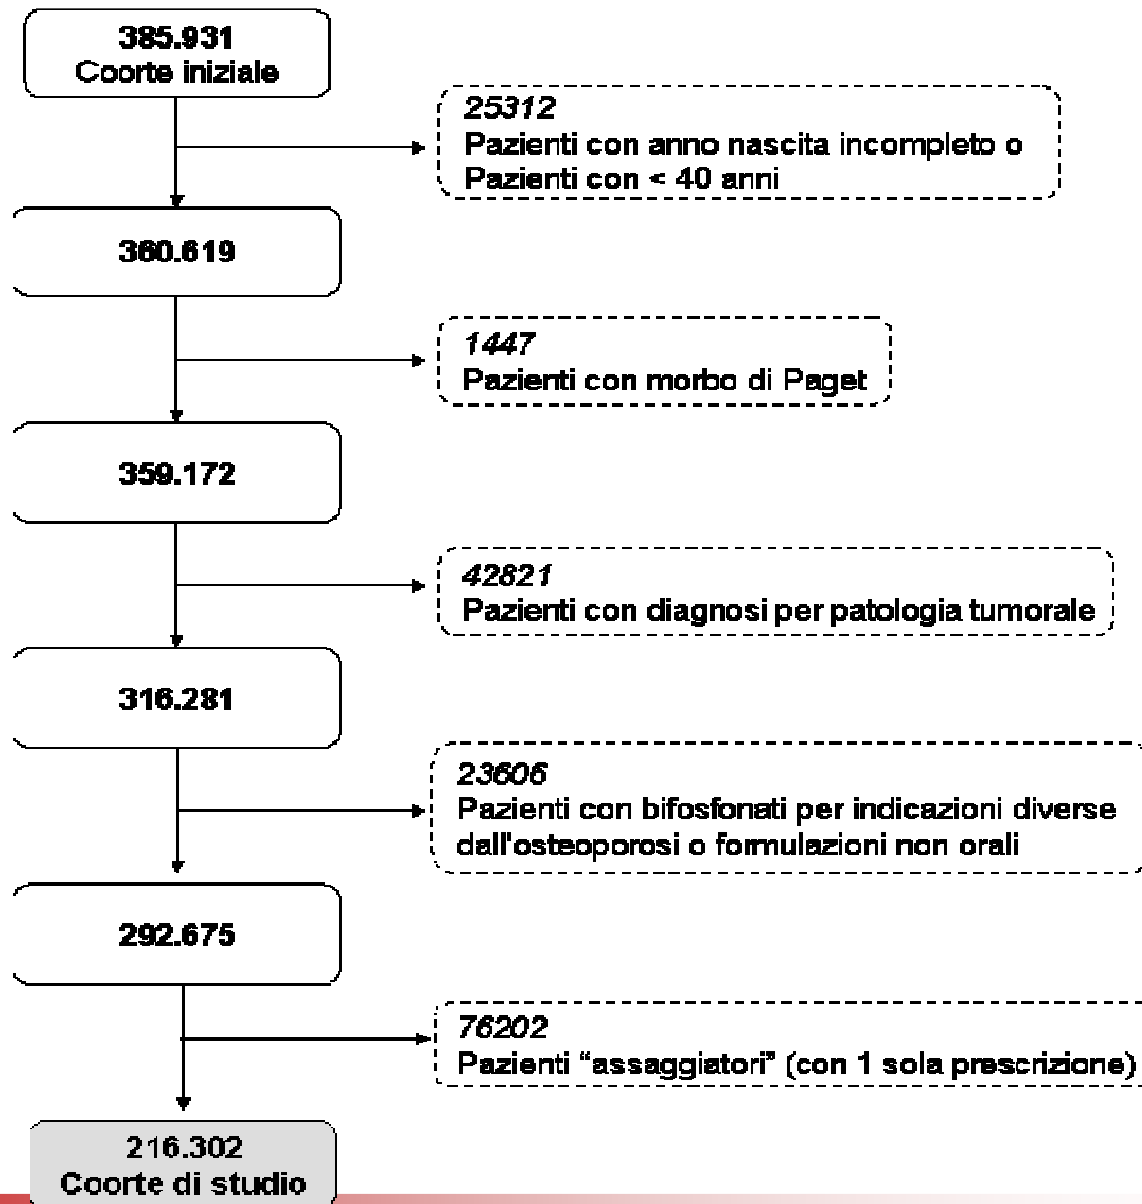 385.931
Coorte iniziale
25312
Pazienti con anno nascita incompleto o
Pazienti con < 40 anni
360.619
1447
Pazienti con morbo di Paget
359.172
42821
Pazienti con diagnosi per patologia tumorale
316.281
23606
Pazienti con bifosfonati per indicazioni diverse
dall'osteoporosi o formulazioni non orali
292.675
76202
Pazienti “assaggiatori” (con 1 sola prescrizione)
216.302
Coorte di studio